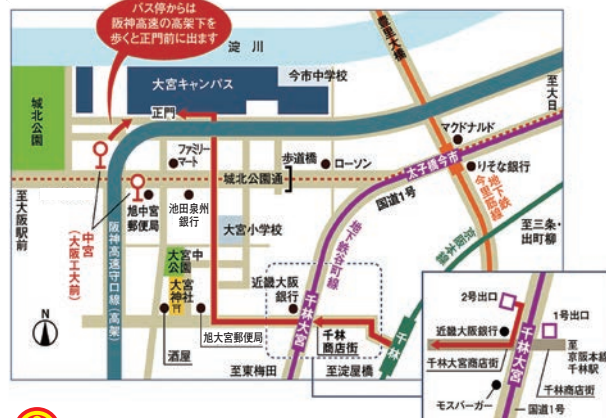 バス停からは
阪神高速の高架下を
歩くと正門前に出ます
淀川
豊里大橋
至大日
大宮キャンパス
今市中学校
城北公園
正門
マクドナルド
ファミリー
マート
歩道橋
ローソン
太子橋今市
りそな銀行
城北公園通
国道1号
地下鉄
今里筋線
至大阪駅前
中宮
(大阪工大前)
旭中宮
郵便局
池田泉州
銀行
大宮小学校
地下鉄谷町線
京阪本線
至三条・
出町柳
阪神高速守口線(高架)
大宮中
公園
大宮
神社
近畿大阪
銀行
千林大宮
千林
千林
商店街
N
酒屋
旭大宮郵便局
至東梅田
至淀屋橋
2号出口
1号出口
近畿大阪銀行
千林大宮
至
京阪本線
千林駅
千林大宮商店街
千林商店街
モスバーガー
国道1号